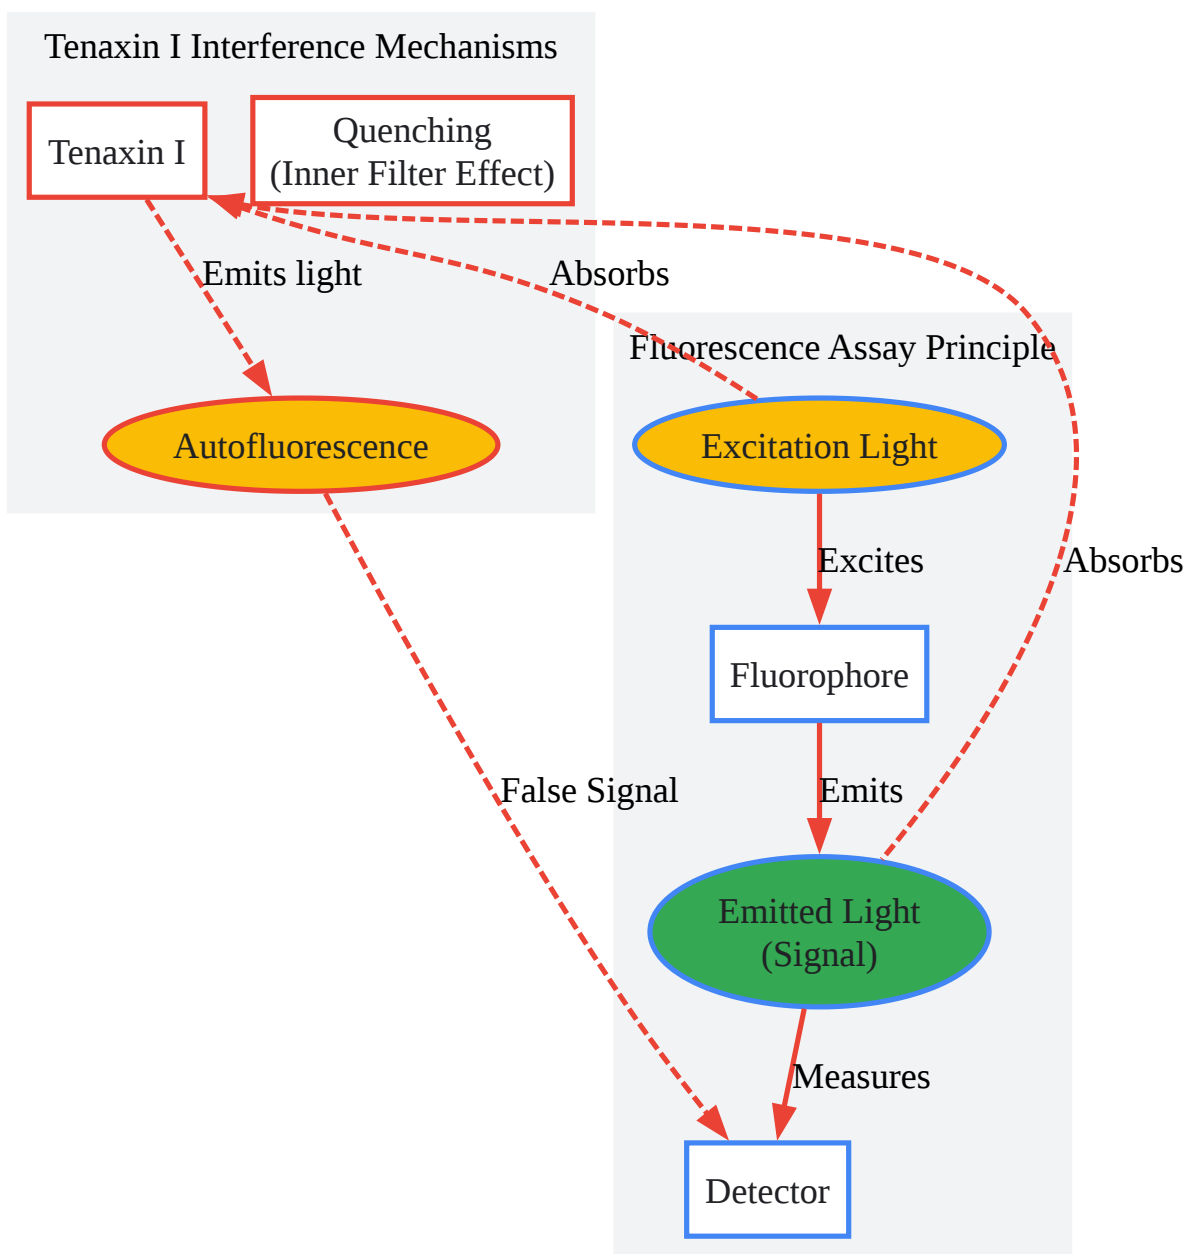 Tenaxin I Interference Mechanisms
Tenaxin I
Quenching
(Inner Filter Effect)
Emits light
Absorbs
Fluorescence Assay Principle
Autofluorescence
Excitation Light
Excites
Absorbs
Fluorophore
False Signal
Emits
Emitted Light
(Signal)
Measures
Detector